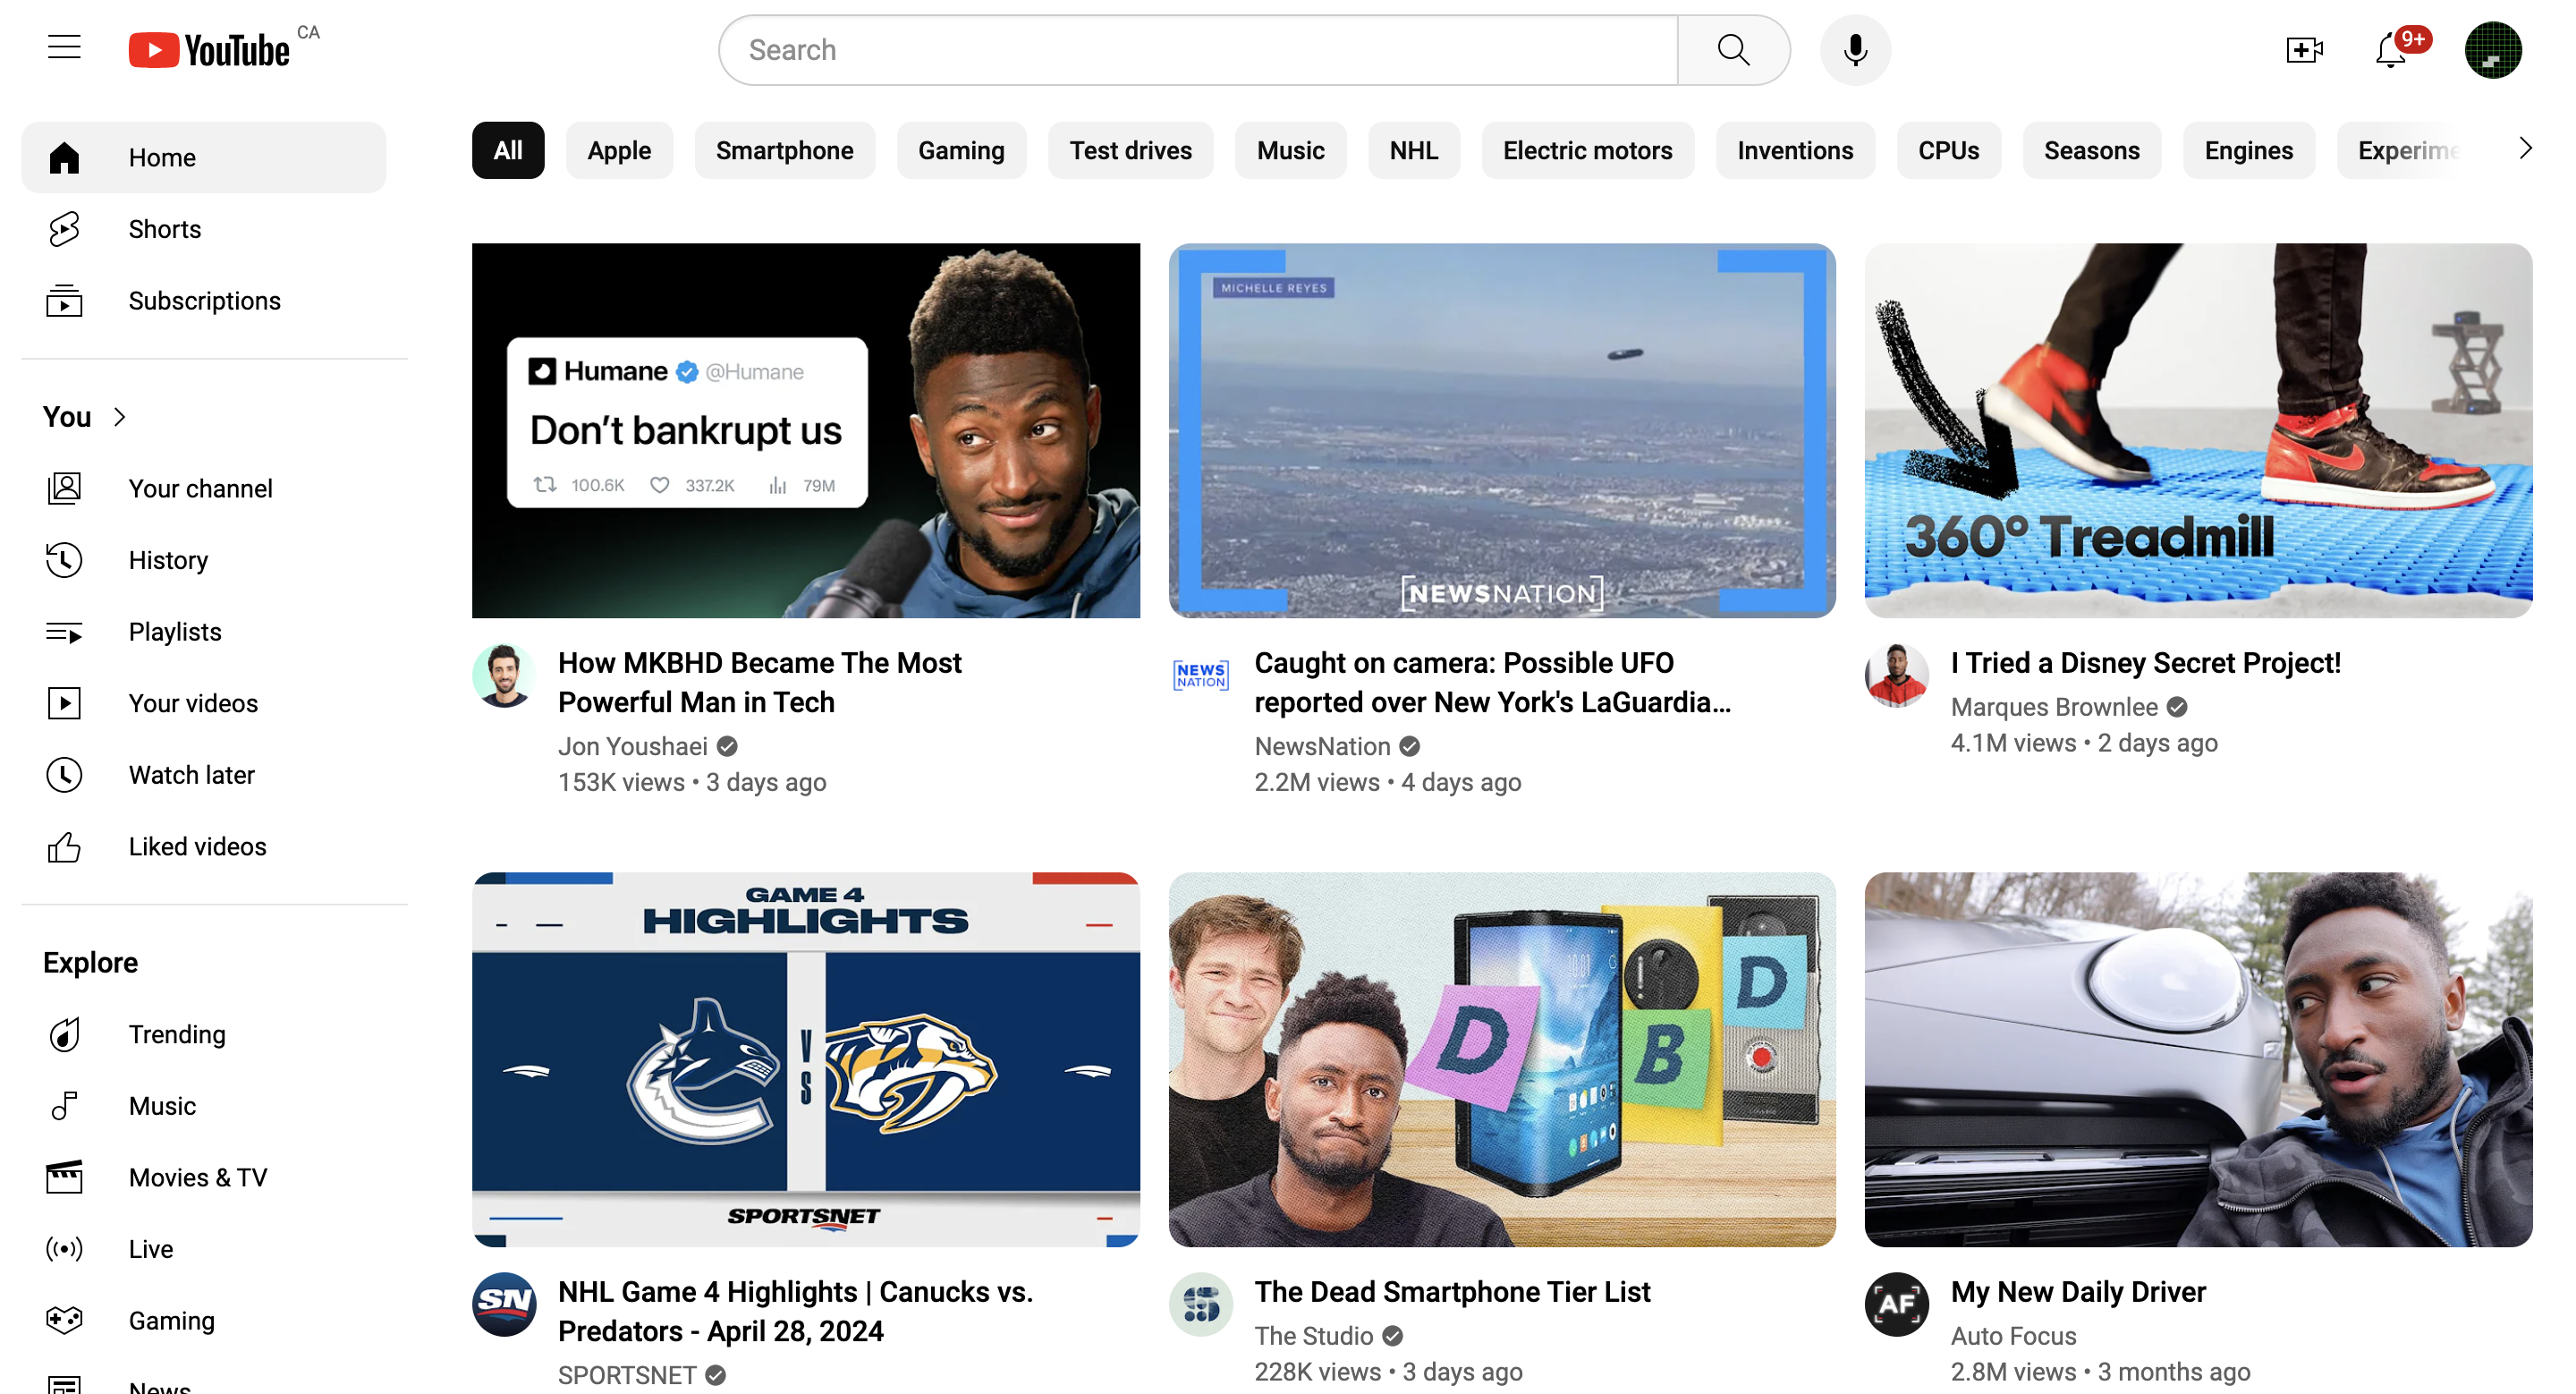 YouTube CA
Search
9+
Home
Shorts
Subscriptions
You
Your channel
History
Playlists
Your videos
Watch later
Liked videos
Explore
Trending
Music
Movies & TV
Live
Gaming
News
All
Apple
Smartphone
Gaming
Test drives
Music
NHL
Electric motors
Inventions
CPUs
Seasons
Engines
Experime
Humane @Humane
Don't bankrupt us
100.6K 337.2K 79M
How MKBHD Became The Most
Powerful Man in Tech
Jon Youshaei
153K views • 3 days ago
MICHELLE REYES
[NEWSNATION]
NEWS
NATION
Caught on camera: Possible UFO
reported over New York's LaGuardia...
NewsNation
2.2M views • 4 days ago
360° Treadmill
I Tried a Disney Secret Project!
Marques Brownlee
4.1M views • 2 days ago
GAME 4
HIGHLIGHTS
VS
SPORTSNET
SN
NHL Game 4 Highlights | Canucks vs.
Predators - April 28, 2024
SPORTSNET
D
B
D
S
The Dead Smartphone Tier List
The Studio
228K views • 3 days ago
AF
My New Daily Driver
Auto Focus
2.8M views • 3 months ago